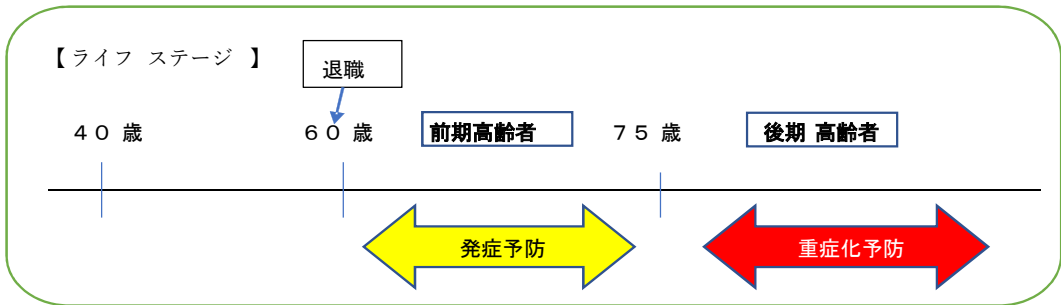 【ライフ ステージ 】
退職
４０ 歳
６０ 歳
前期高齢者
７５ 歳
後期 高齢者
発症予防
重症化予防